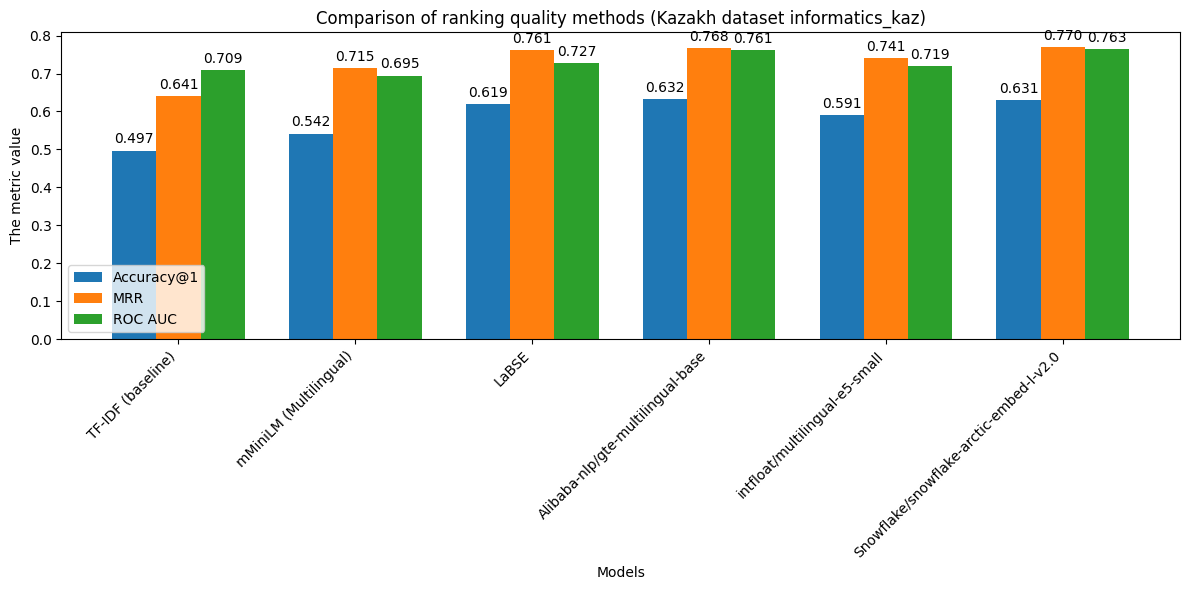 Comparison of ranking quality methods (Kazakh dataset informatics_kaz)
The metric value
0.8
0.7
0.6
0.5
0.4
0.3
0.2
0.1
0.0
0.497
0.641
0.709
0.542
0.715
0.695
0.619
0.761
0.727
0.632
0.768
0.761
0.591
0.741
0.719
0.631
0.770
0.763
Accuracy@1
MRR
ROC AUC
TF-IDF (baseline)
mMiniLM (Multilingual)
LaBSE
Alibaba-nlp/gte-multilingual-base
intfloat/multilingual-e5-small
Snowflake/snowflake-arctic-embed-l-v2.0
Models